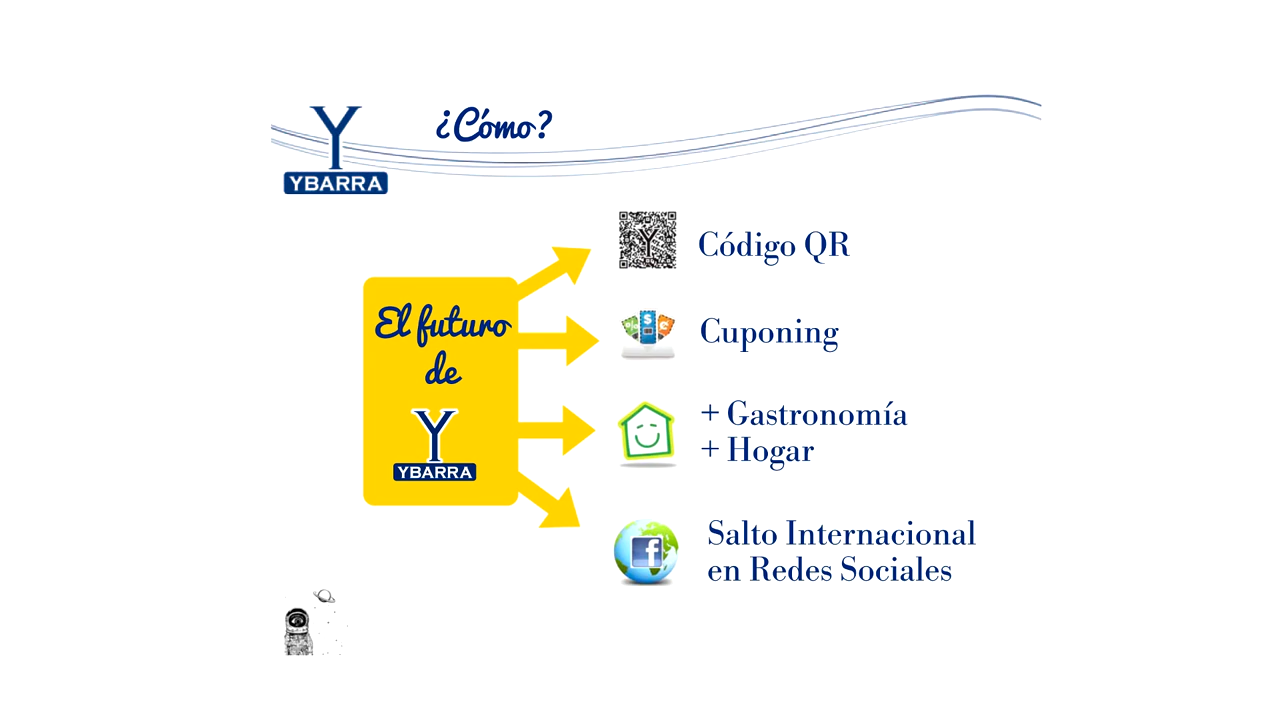 ¿Cómo?
Y
YBARRA
Código QR
El futuro
de
Y
YBARRA
Cuponing
+ Gastronomía
+ Hogar
Salto Internacional
en Redes Sociales